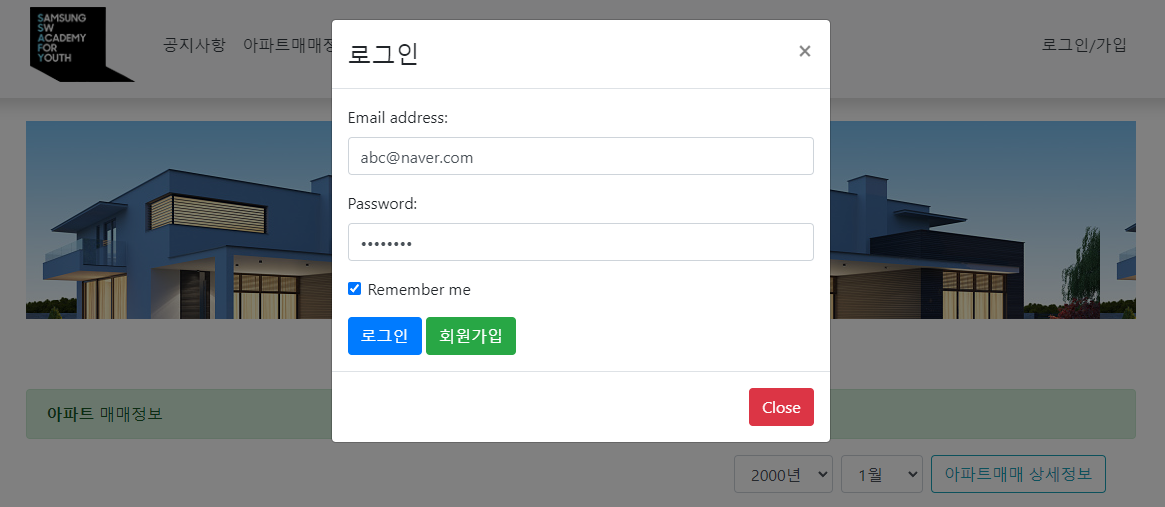 SAMSUNG
SW
ACADEMY
FOR
YOUTH
공지사항 아파트매매정 로그인/가입
로그인 ×
Email address:
abc@naver.com
Password:
••••••••
Remember me
로그인 회원가입
Close
아파트 매매정보
2000년 1월 아파트매매 상세정보